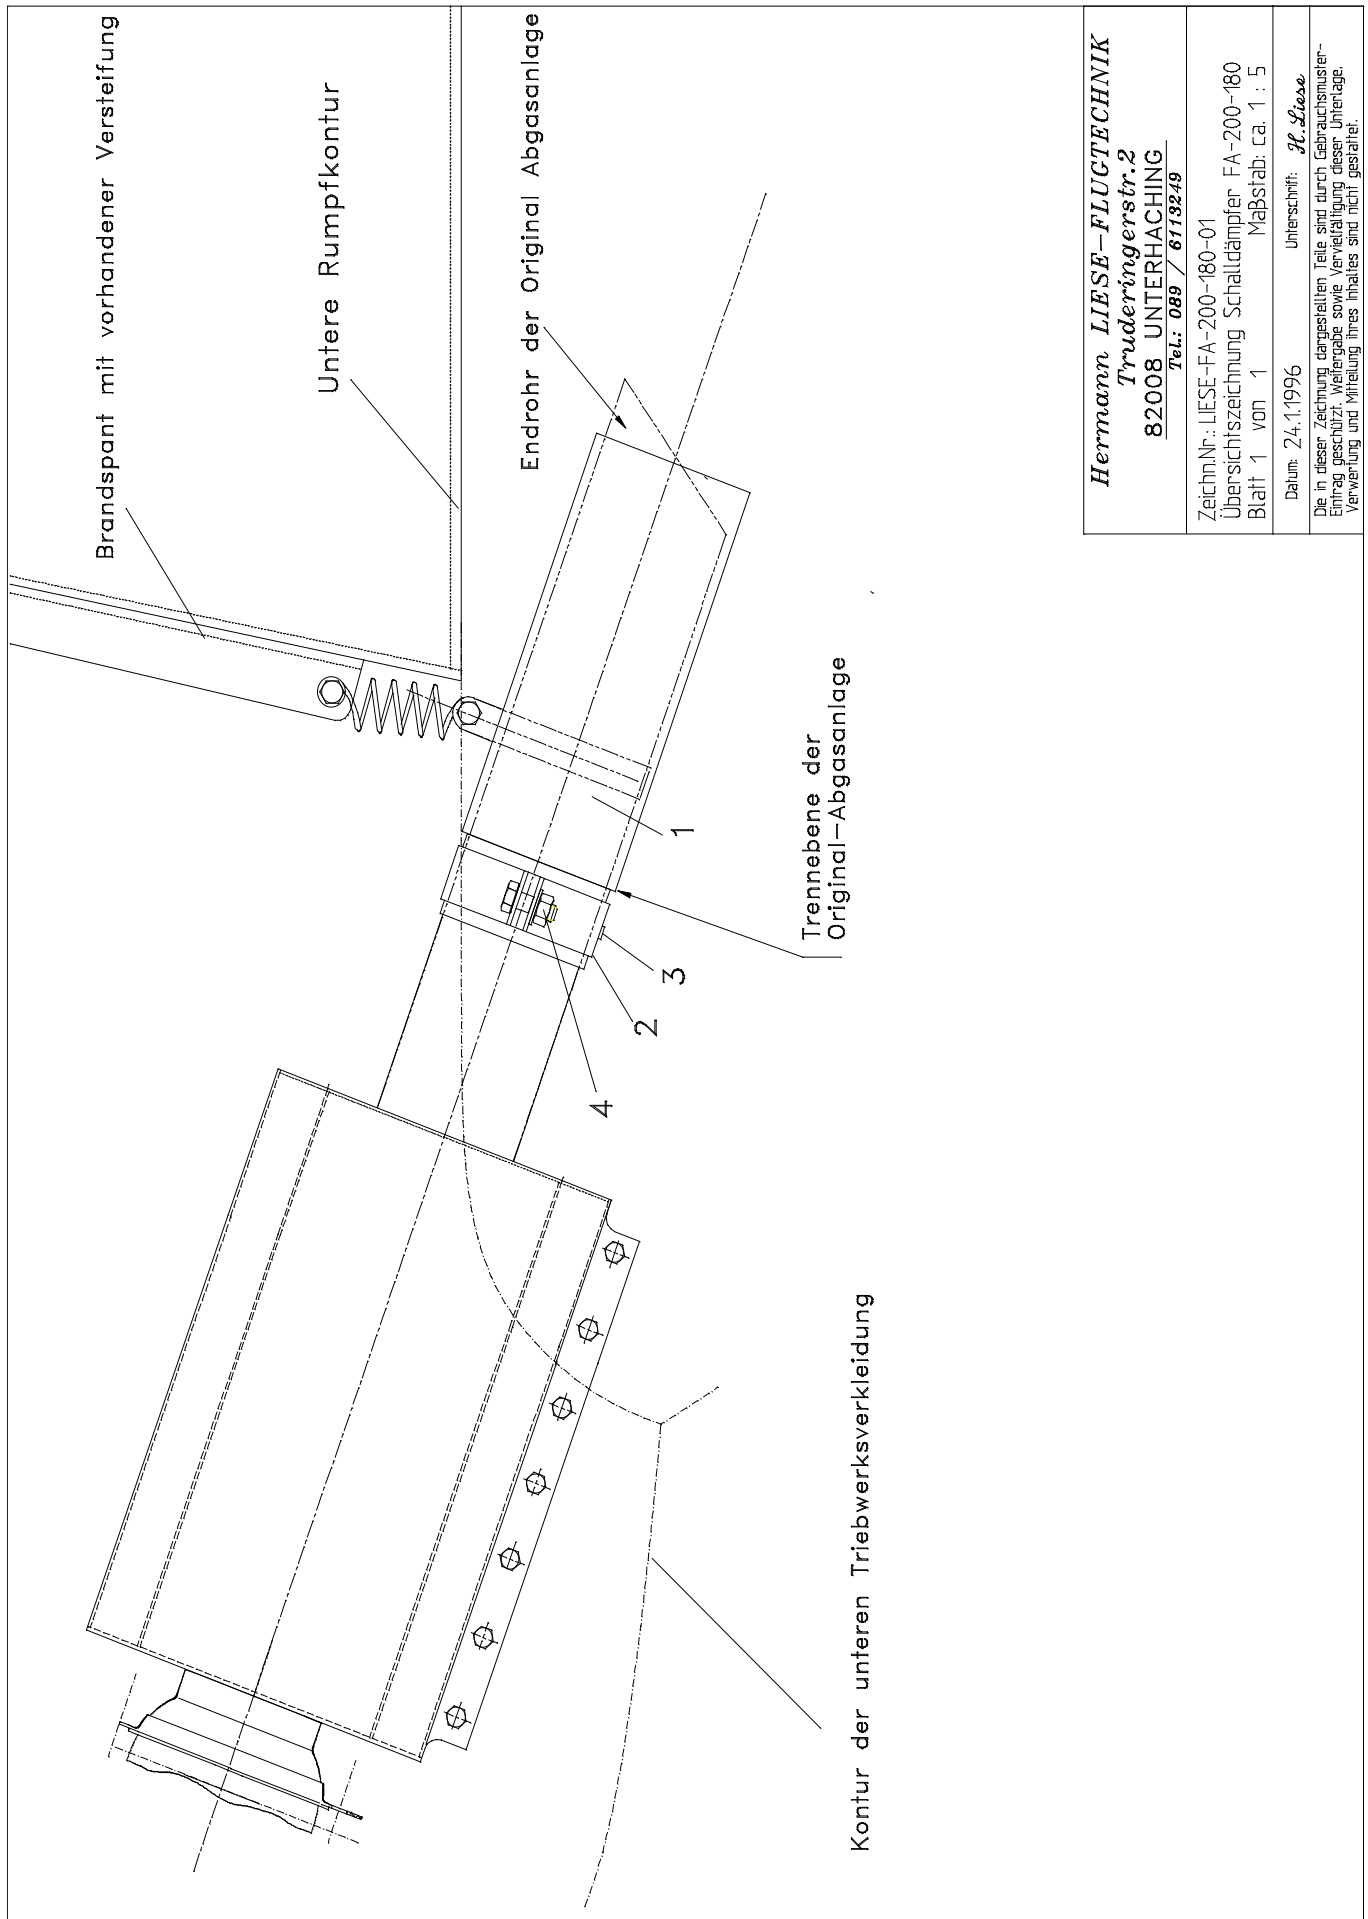 Brandspant mit vorhandener Versteifung
Untere Rumpfkontur
Endrohr der Original Abgasanlage
1
2
3
4
Trennebene der
Original-Abgasanlage
Kontur der unteren Triebwerksverkleidung
Hermann LIESE-FLUGTECHNIK
Truderingerstr.2
82008 UNTERHACHING
Tel.: 089 / 6113249
Zeichn.Nr.: LIESE-FA-200-180-01
Übersichtszeichnung Schalldämpfer FA-200-180
Blatt 1 von 1 Maßstab: ca. 1 : 5
Datum: 24.1.1996 Unterschrift: H.Liese
Die in dieser Zeichnung dargestellten Teile sind durch Gebrauchsmuster-
Eintrag geschützt. Weitergabe sowie Vervielfältigung dieser Unterlage,
Verwertung und Mitteilung ihres Inhaltes sind nicht gestattet.